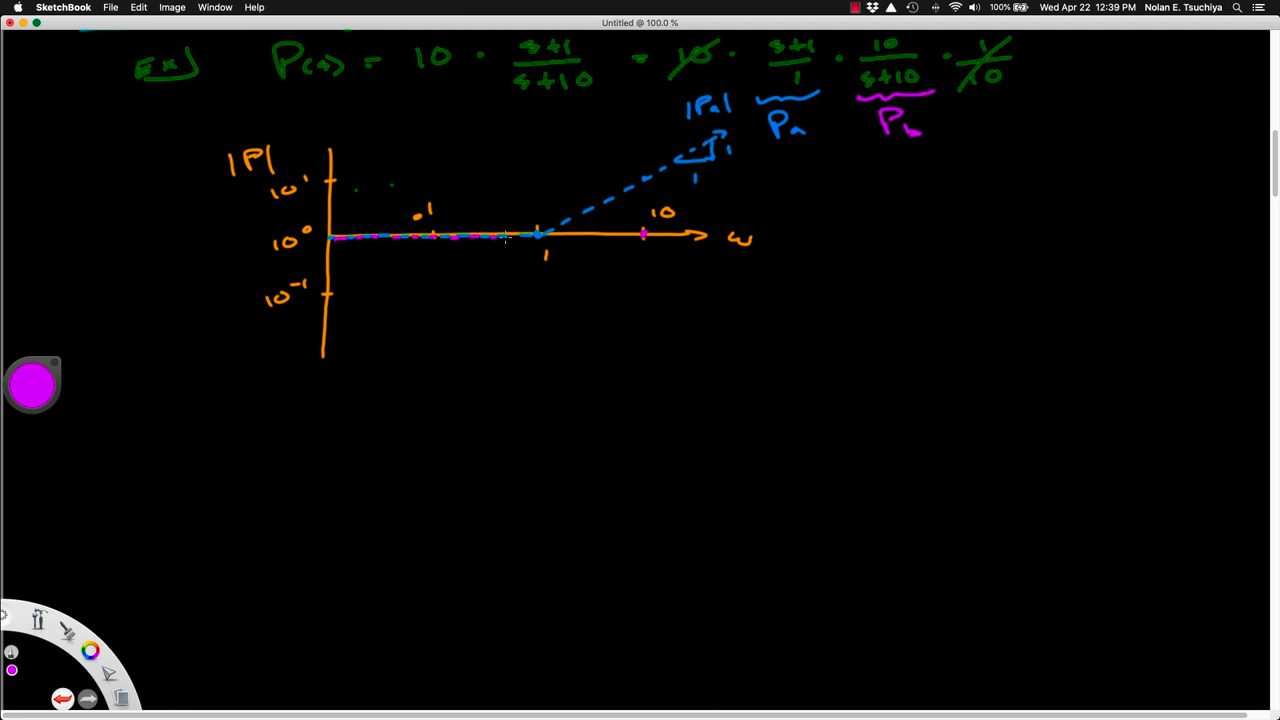 SketchBook File Edit Image Window Help 100% Wed Apr 22 12:39 PM Nolan E. Tsuchiya
Untitled @ 100.0 %
Ex) P(s) = 10 · s+1/s+10 = 10 · s+1/1 · 10/s+10 · 1/10
|Pa| Pa Pb
|P|
10¹
10⁰
10⁻¹
.1
1
10
ω
1
1